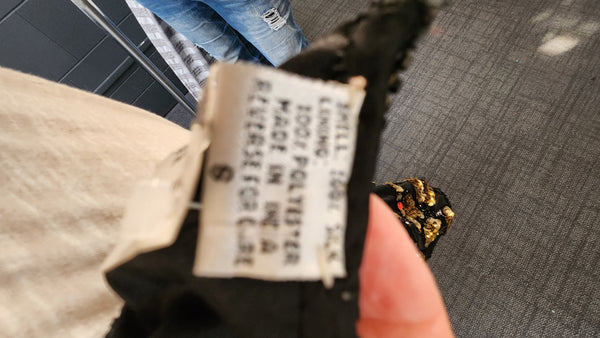 SHELL 100% SILK
LINING
100% POLYESTER
MADE IN INDIA
REVERSE FOR CARE
S